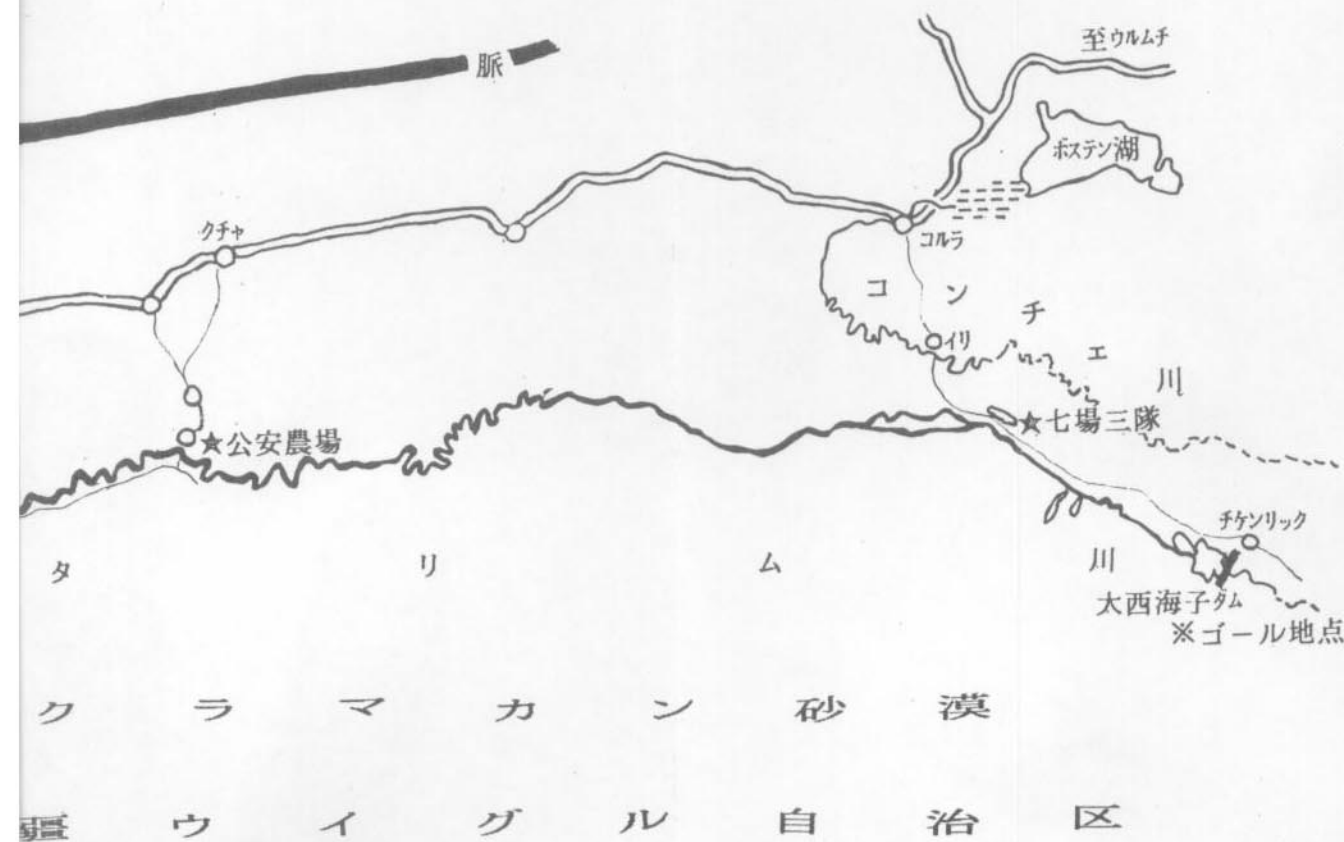 脈
至ウルムチ
ボステン湖
クチャ
コルラ
コンチェ川
イリ
★公安農場
★七場三隊
チケンリック
タリム川
大西海子ダム
※ゴール地点
クラマカン砂漠
疆ウイグル自治区